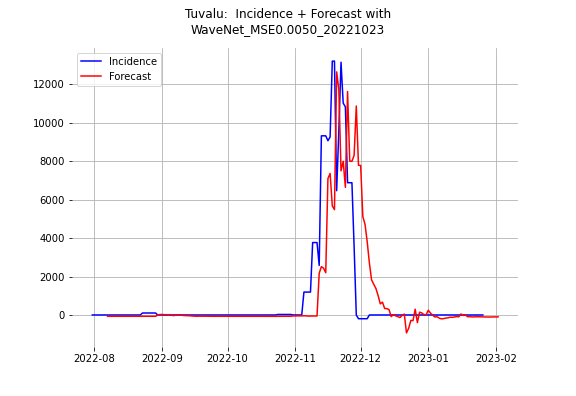 Tuvalu:  Incidence + Forecast with
WaveNet_MSE0.0050_20221023
Incidence
Forecast
12000
10000
8000
6000
4000
2000
0
2022-08 2022-09 2022-10 2022-11 2022-12 2023-01 2023-02